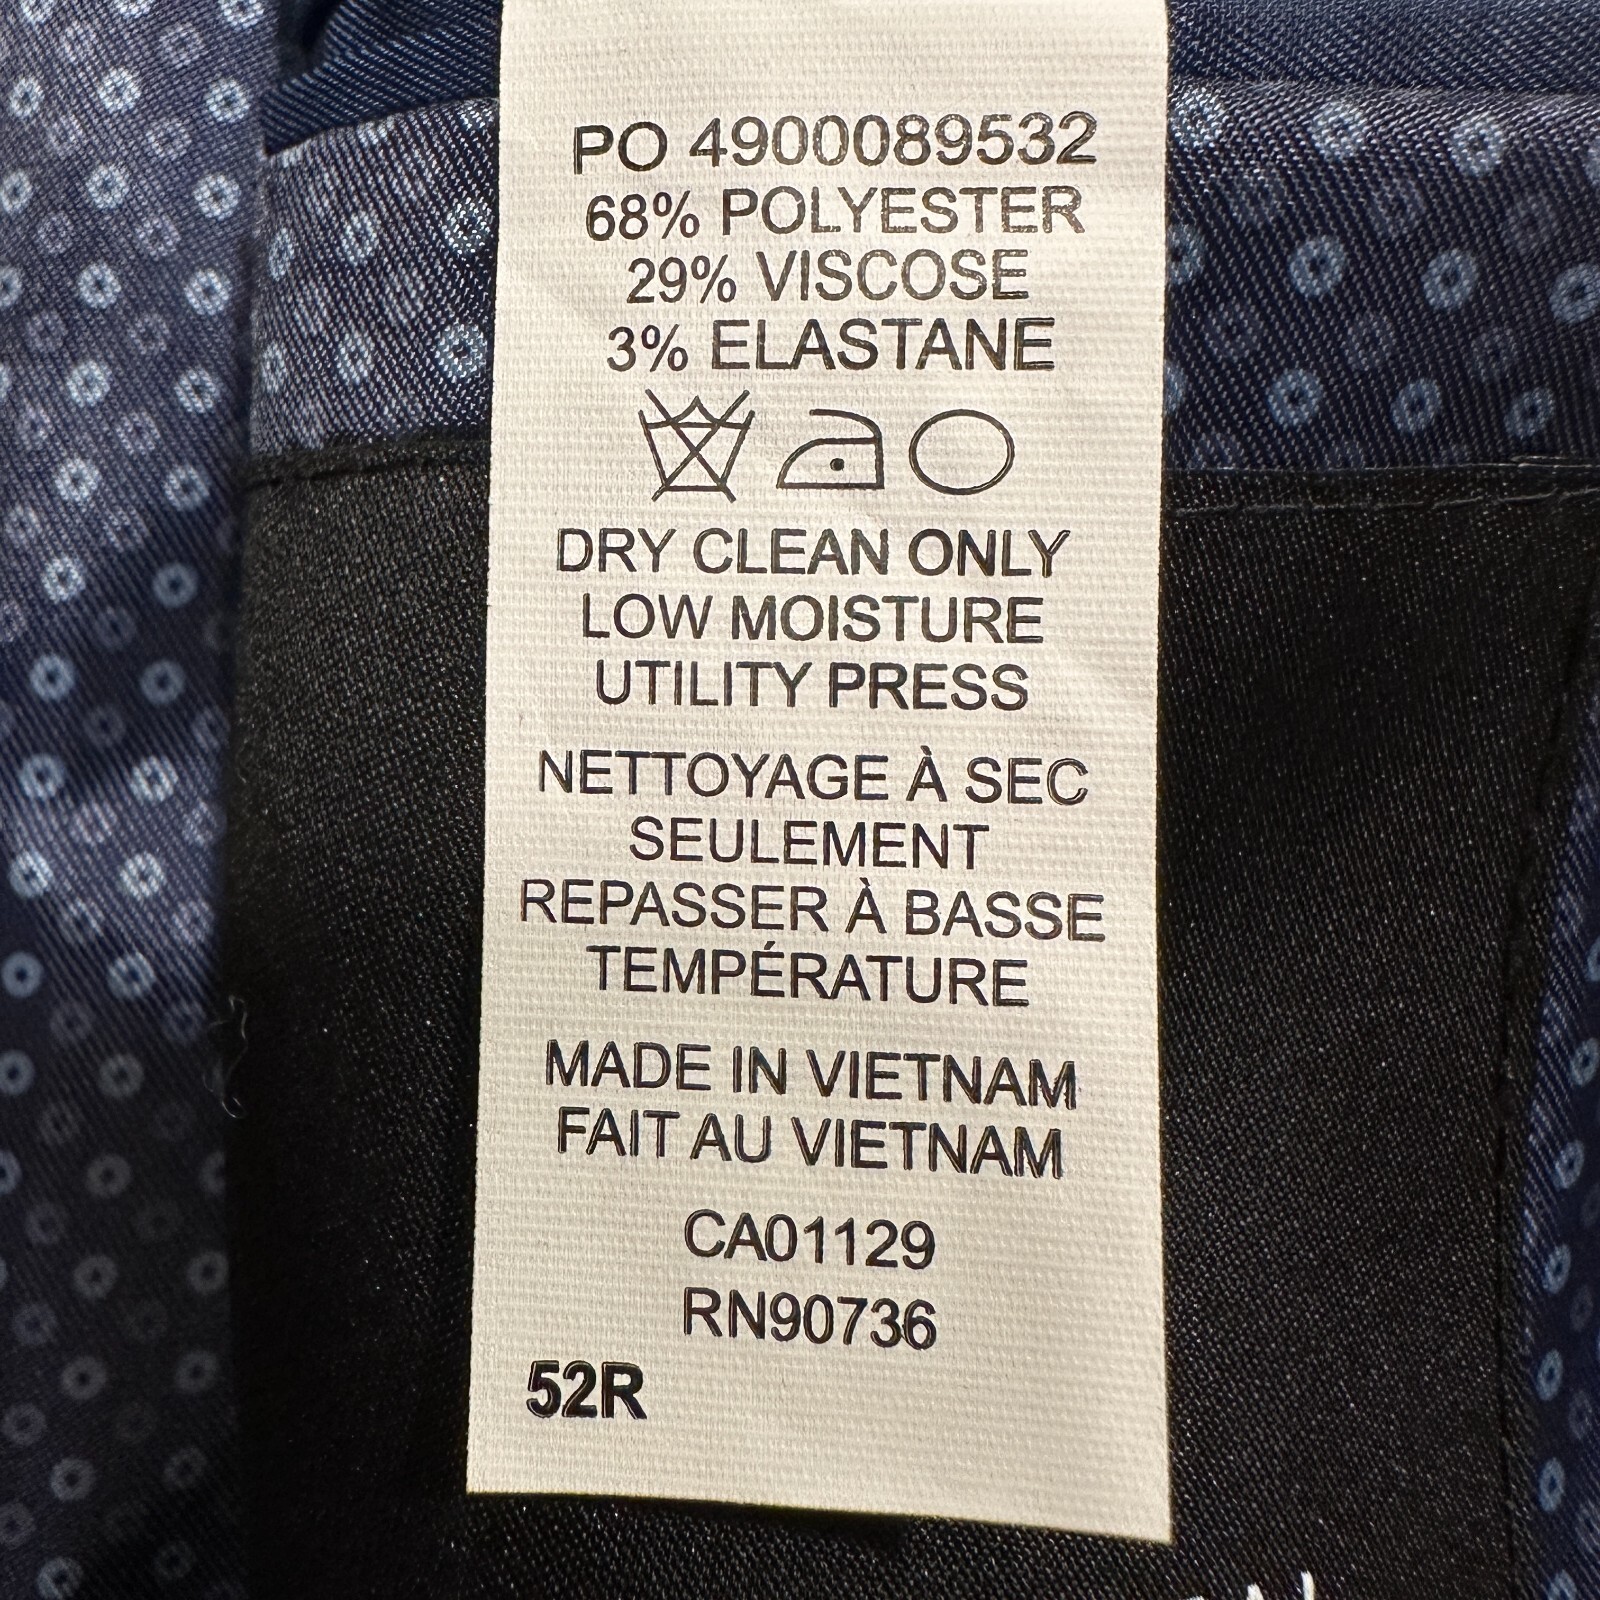 PO 4900089532
68% POLYESTER
29% VISCOSE
3% ELASTANE
DRY CLEAN ONLY
LOW MOISTURE
UTILITY PRESS
NETTOYAGE À SEC
SEULEMENT
REPASSER À BASSE
TEMPÉRATURE
MADE IN VIETNAM
FAIT AU VIETNAM
CA01129
RN90736
52R